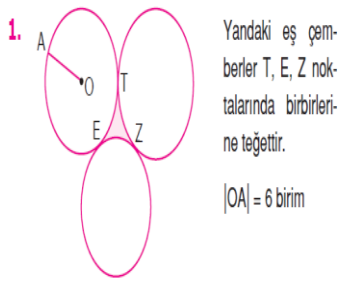 1.
A
O
T
E
Z
Yandaki eş çem-
berler T, E, Z nok-
talarında birbirleri-
ne teğettir.
|OA| = 6 birim